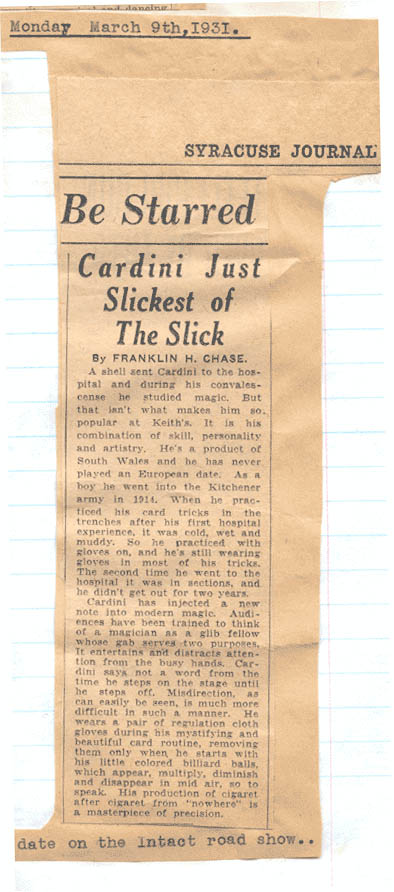 and dancing
Monday March 9th,1931.
SYRACUSE JOURNAL
Be Starred
Cardini Just
Slickest of
The Slick
By FRANKLIN H. CHASE.
A shell sent Cardini to the hos-
pital and during his convales-
cense he studied magic. But
that isn't what makes him so
popular at Keith's. It is his
combination of skill, personality
and artistry. He's a product of
South Wales and he has never
played an European date. As a
boy he went into the Kitchener
army in 1914. When he prac-
ticed his card tricks in the
trenches after his first hospital
experience, it was cold, wet and
muddy. So he practiced with
gloves on, and he's still wearing
gloves in most of his tricks.
The second time he went to the
hospital it was in sections, and
he didn't get out for two years.
Cardini has injected a new
note into modern magic. Audi-
ences have been trained to think
of a magician as a glib fellow
whose gab serves two purposes.
It entertains and distracts atten-
tion from the busy hands. Car-
dini says not a word from the
time he steps on the stage until
he steps off. Misdirection, as
can easily be seen, is much more
difficult in such a manner. He
wears a pair of regulation cloth
gloves during his mystifying and
beautiful card routine, removing
them only when he starts with
his little colored billiard balls,
which appear, multiply, diminish
and disappear in mid air, so to
speak. His production of cigaret
after cigaret from "nowhere" is
a masterpiece of precision.
date on the Intact road show..